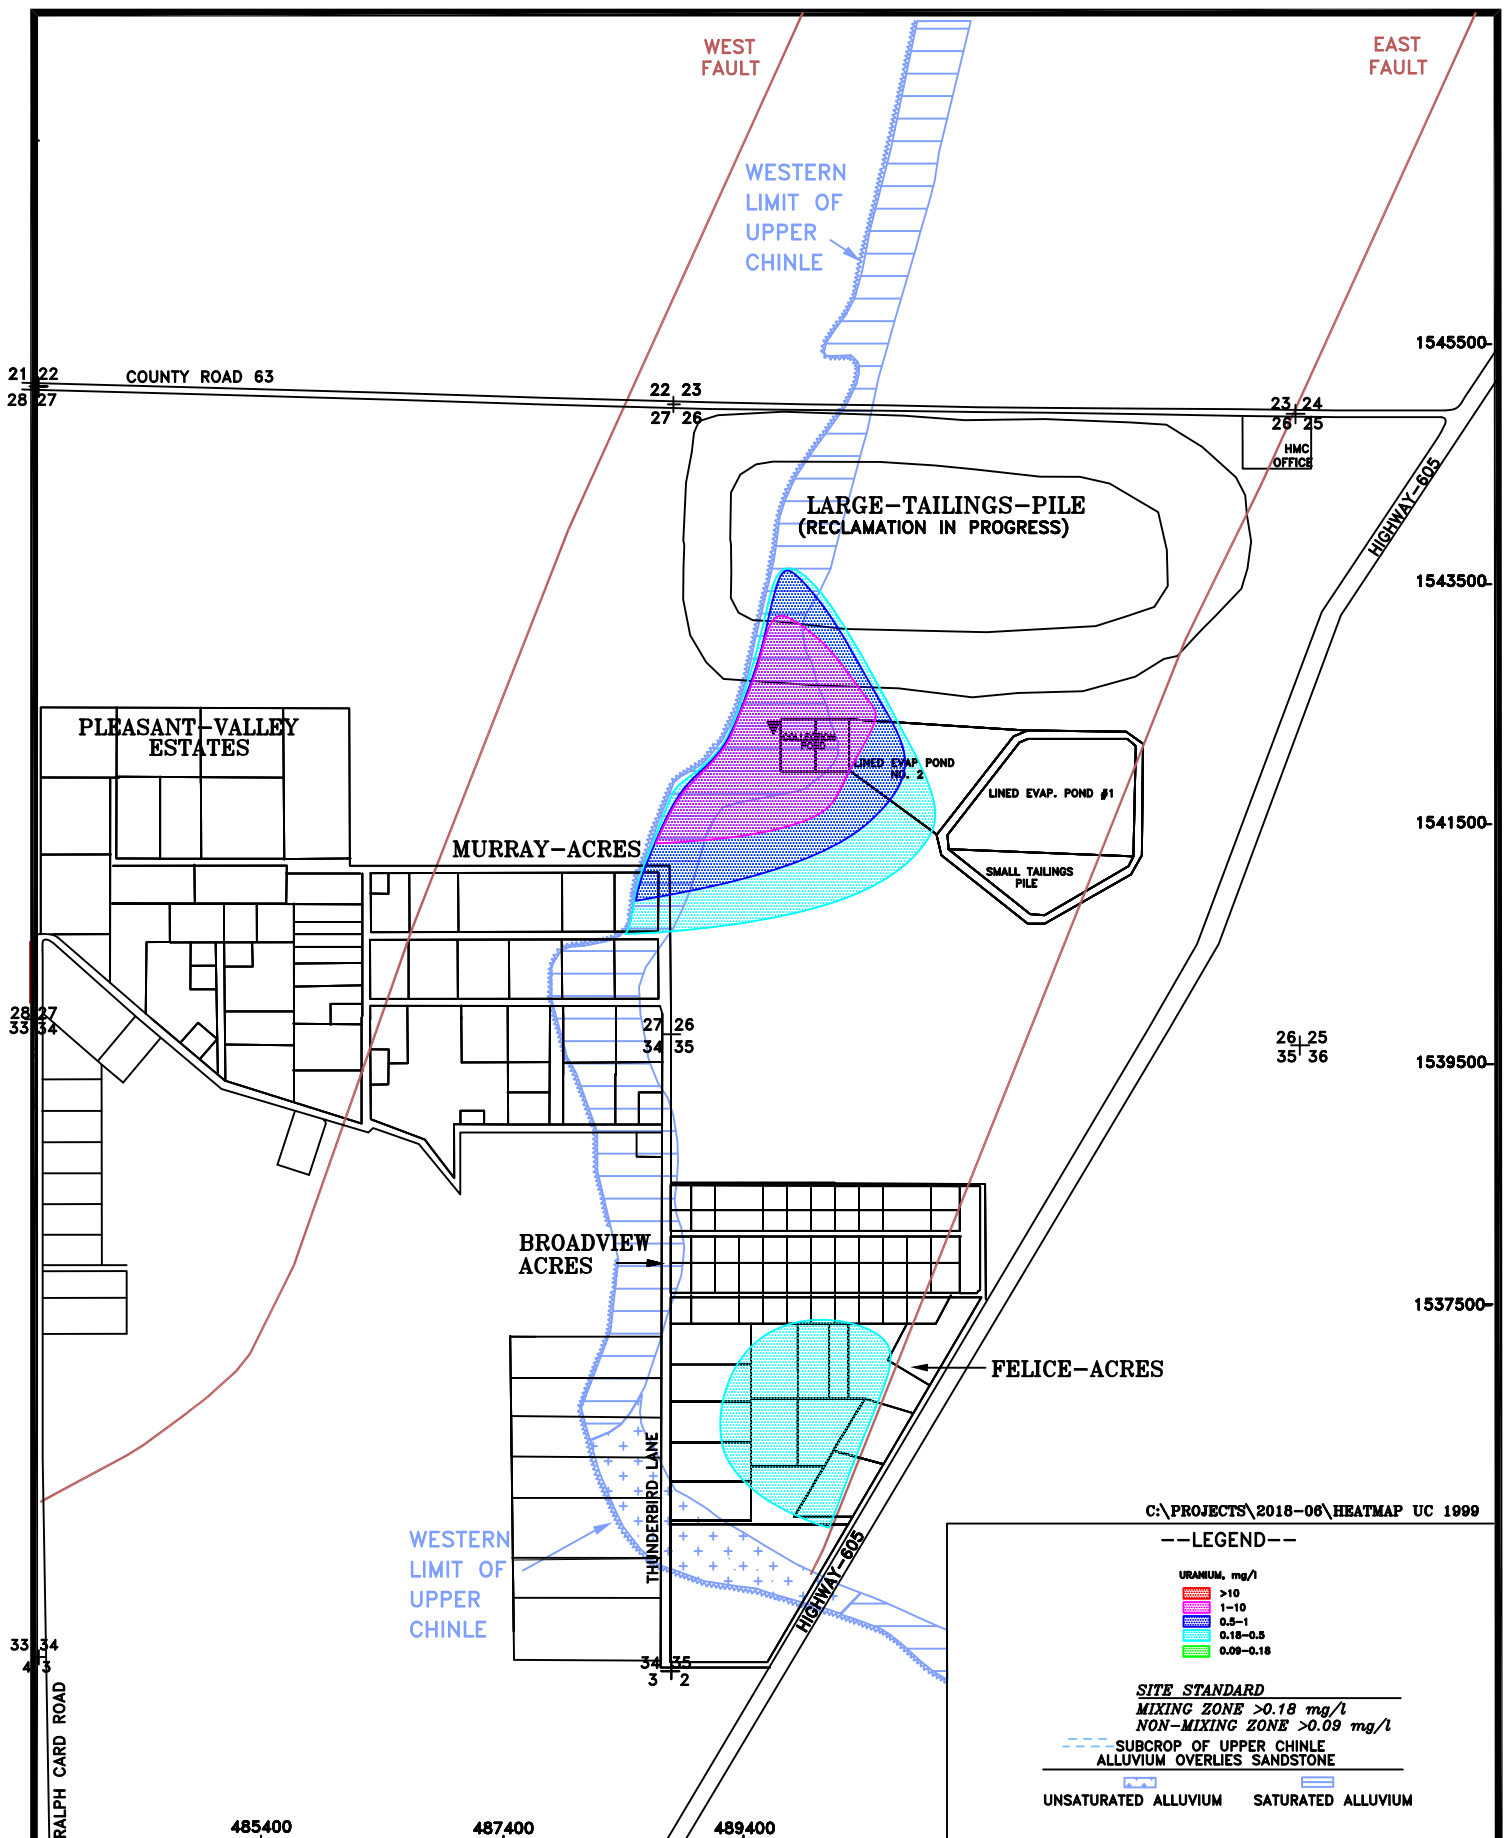 WEST
FAULT
EAST
FAULT
WESTERN
LIMIT OF
UPPER
CHINLE
1545500
21 22
28 27
COUNTY ROAD 63
22 23
27 26
23 24
26 25
HMC
OFFICE
HIGHWAY-605
LARGE-TAILINGS-PILE
(RECLAMATION IN PROGRESS)
1543500
PLEASANT-VALLEY
ESTATES
COLLECTION
POND
LINED EVAP POND
NO. 2
LINED EVAP. POND #1
1541500
MURRAY-ACRES
SMALL TAILINGS
PILE
28 27
33 34
27 26
34 35
26 25
35 36
1539500
BROADVIEW
ACRES
1537500
FELICE-ACRES
THUNDERBIRD LANE
WESTERN
LIMIT OF
UPPER
CHINLE
HIGHWAY-605
C:\PROJECTS\2018-06\HEATMAP UC 1999
--LEGEND--
URANIUM, mg/l
>10
1-10
0.5-1
0.18-0.5
0.09-0.18
33 34
4 3
34 35
3 2
SITE STANDARD
MIXING ZONE >0.18 mg/l
NON-MIXING ZONE >0.09 mg/l
SUBCROP OF UPPER CHINLE
ALLUVIUM OVERLIES SANDSTONE
UNSATURATED ALLUVIUM SATURATED ALLUVIUM
RALPH CARD ROAD
485400 487400 489400